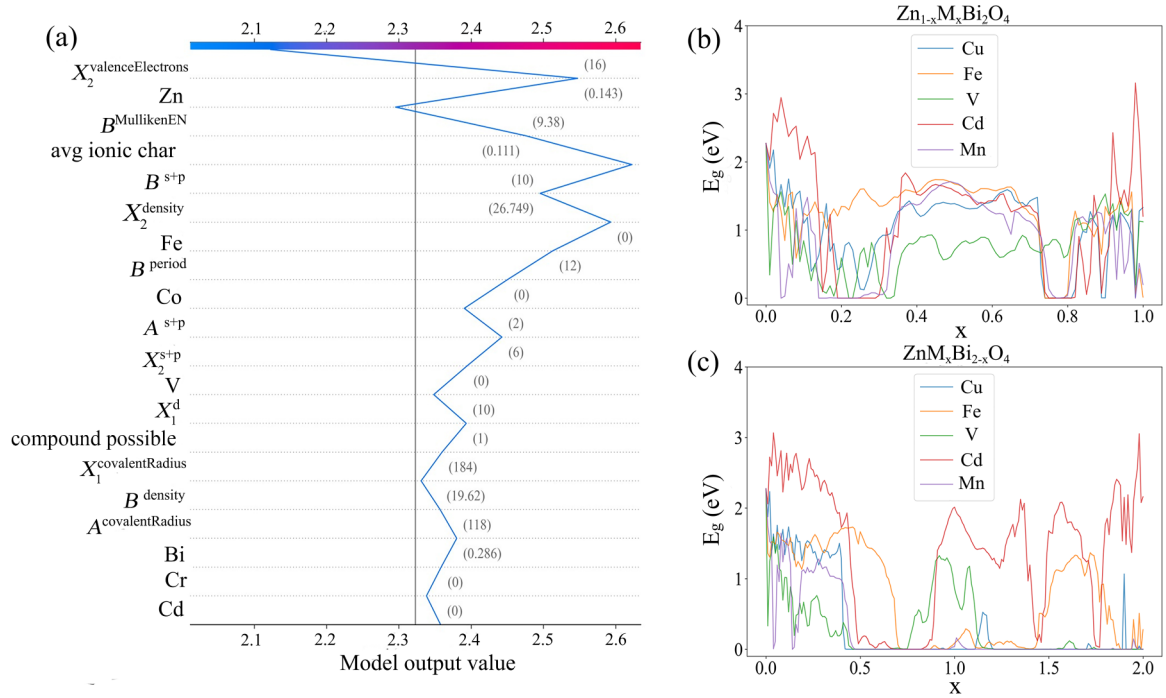 (a)
2.1 2.2 2.3 2.4 2.5 2.6
X₂^valenceElectrons (16)
Zn (0.143)
B^MullikenEN (9.38)
avg ionic char (0.111)
B^s+p (10)
X₂^density (26.749)
Fe (0)
B^period (12)
Co (0)
A^s+p (2)
X₂^s+p (6)
V (0)
X₁^d (10)
compound possible (1)
X₁^covalentRadius (184)
B^density (19.62)
A^covalentRadius (118)
Bi (0.286)
Cr (0)
Cd (0)
2.1 2.2 2.3 2.4 2.5 2.6
Model output value
(b)
Zn₁₋ₓMₓBi₂O₄
4
3
2
1
0
E_g (eV)
Cu
Fe
V
Cd
Mn
0.0 0.2 0.4 0.6 0.8 1.0
x
(c)
ZnMₓBi₂₋ₓO₄
4
3
2
1
0
E_g (eV)
Cu
Fe
V
Cd
Mn
0.0 0.5 1.0 1.5 2.0
x